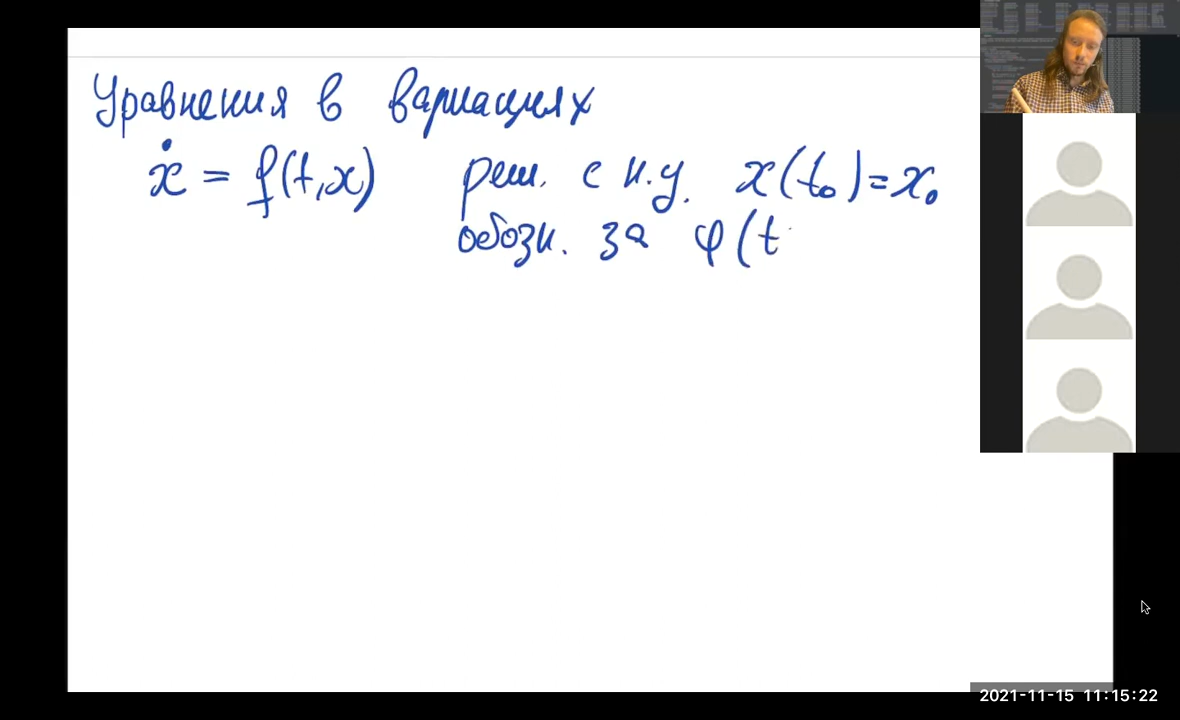 Уравнения в вариациях
ẋ = f(t,x) реш. с н.у. x(t₀)=x₀
обозн. за φ(t
2021-11-15 11:15:22